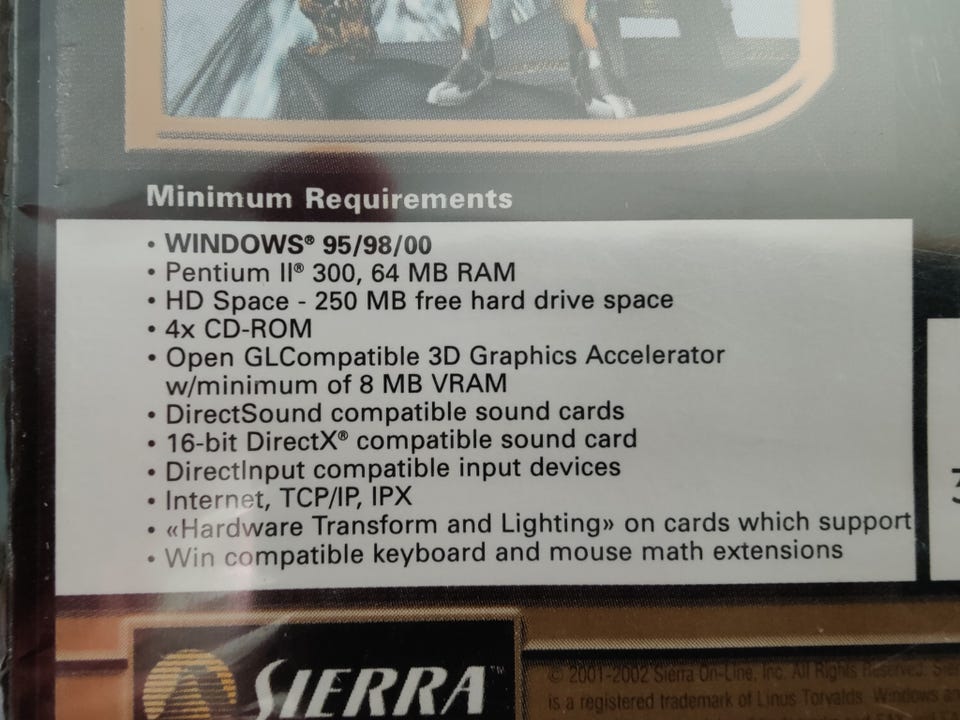 Minimum Requirements
• WINDOWS® 95/98/00
• Pentium II® 300, 64 MB RAM
• HD Space - 250 MB free hard drive space
• 4x CD-ROM
• Open GLCompatible 3D Graphics Accelerator
w/minimum of 8 MB VRAM
• DirectSound compatible sound cards
• 16-bit DirectX® compatible sound card
• DirectInput compatible input devices
• Internet, TCP/IP, IPX
• «Hardware Transform and Lighting» on cards which support
• Win compatible keyboard and mouse math extensions
SIERRA™
© 2001-2002 Sierra On-Line, Inc. All Rights Reserved.
is a registered trademark of Linus Torvalds. Windows